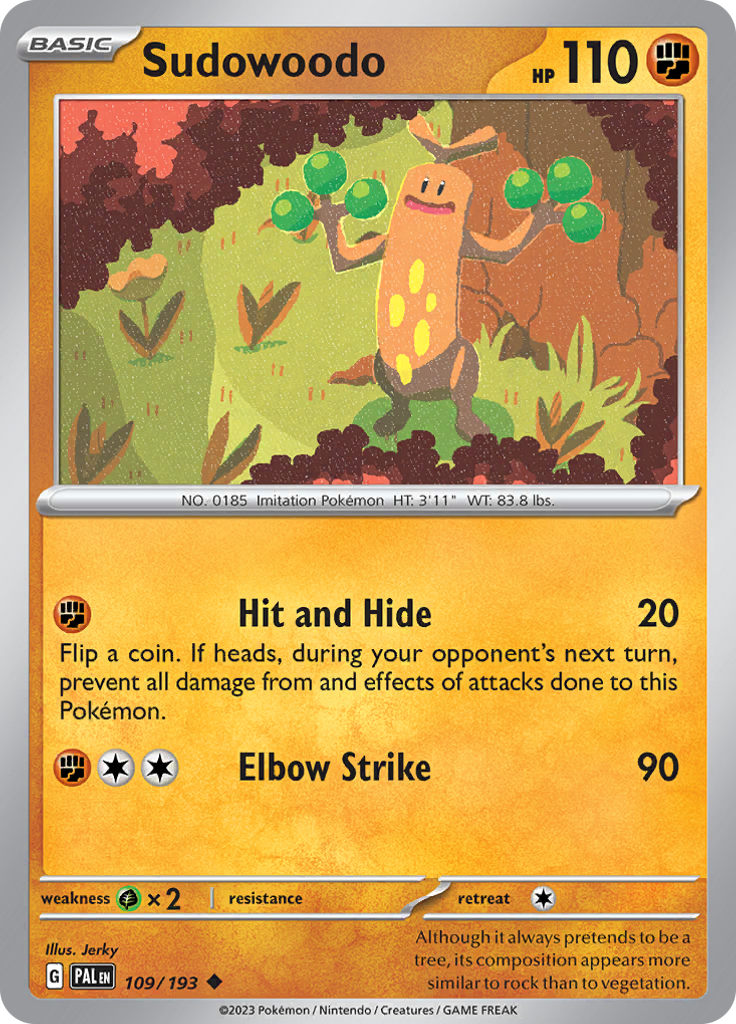 BASIC
Sudowoodo
HP 110
NO. 0185 Imitation Pokémon HT: 3'11" WT: 83.8 lbs.
Hit and Hide 20
Flip a coin. If heads, during your opponent's next turn,
prevent all damage from and effects of attacks done to this
Pokémon.
Elbow Strike 90
weakness ×2 resistance retreat
Illus. Jerky
G PAL EN 109/193
Although it always pretends to be a
tree, its composition appears more
similar to rock than to vegetation.
©2023 Pokémon / Nintendo / Creatures / GAME FREAK